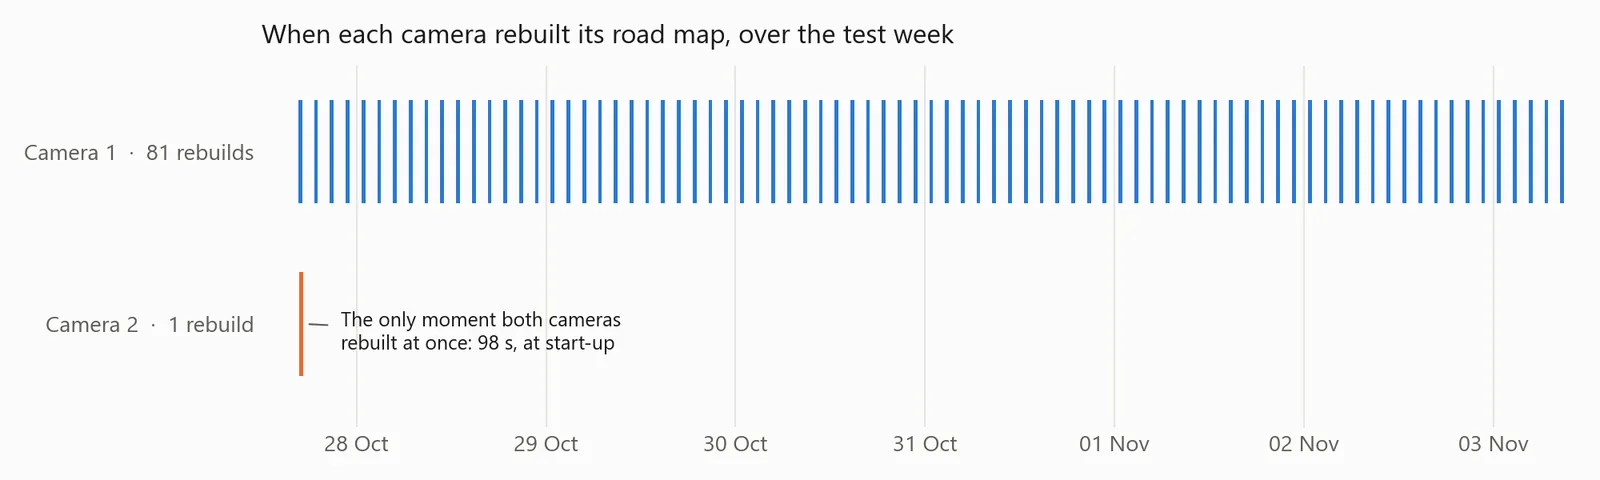 When each camera rebuilt its road map, over the test week
Camera 1 · 81 rebuilds
Camera 2 · 1 rebuild
The only moment both cameras
rebuilt at once: 98 s, at start-up
28 Oct
29 Oct
30 Oct
31 Oct
01 Nov
02 Nov
03 Nov